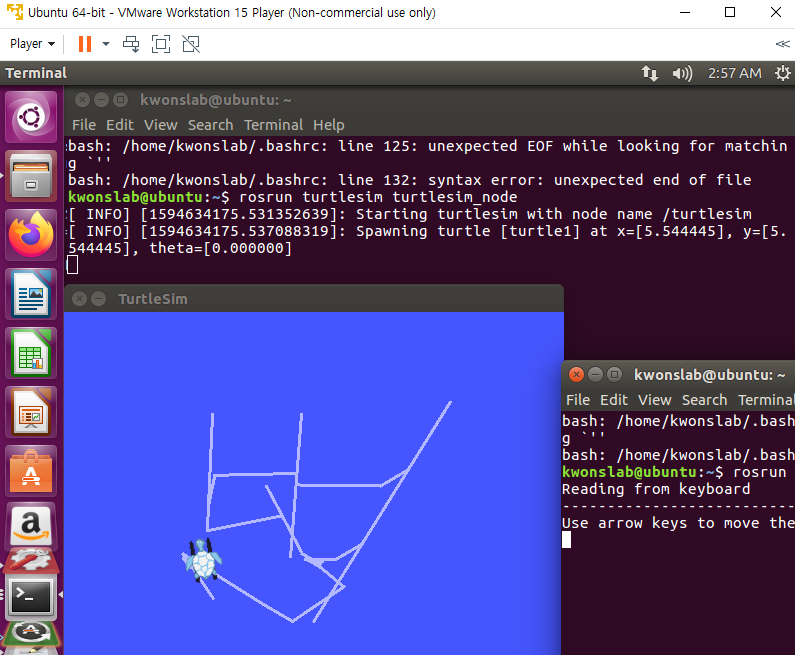 Ubuntu 64-bit - VMware Workstation 15 Player (Non-commercial use only)
Player
Terminal
2:57 AM
kwonslab@ubuntu: ~
File Edit View Search Terminal Help
bash: /home/kwonslab/.bashrc: line 125: unexpected EOF while looking for matchin
g `''
bash: /home/kwonslab/.bashrc: line 132: syntax error: unexpected end of file
kwonslab@ubuntu:~$ rosrun turtlesim turtlesim_node
[ INFO] [1594634175.531352639]: Starting turtlesim with node name /turtlesim
[ INFO] [1594634175.537088319]: Spawning turtle [turtle1] at x=[5.544445], y=[5.
544445], theta=[0.000000]
TurtleSim
kwonslab@ubuntu: ~
File Edit View Search Terminal
bash: /home/kwonslab/.bash
g `''
bash: /home/kwonslab/.bash
kwonslab@ubuntu:~$ rosrun
Reading from keyboard
---------------------------
Use arrow keys to move the